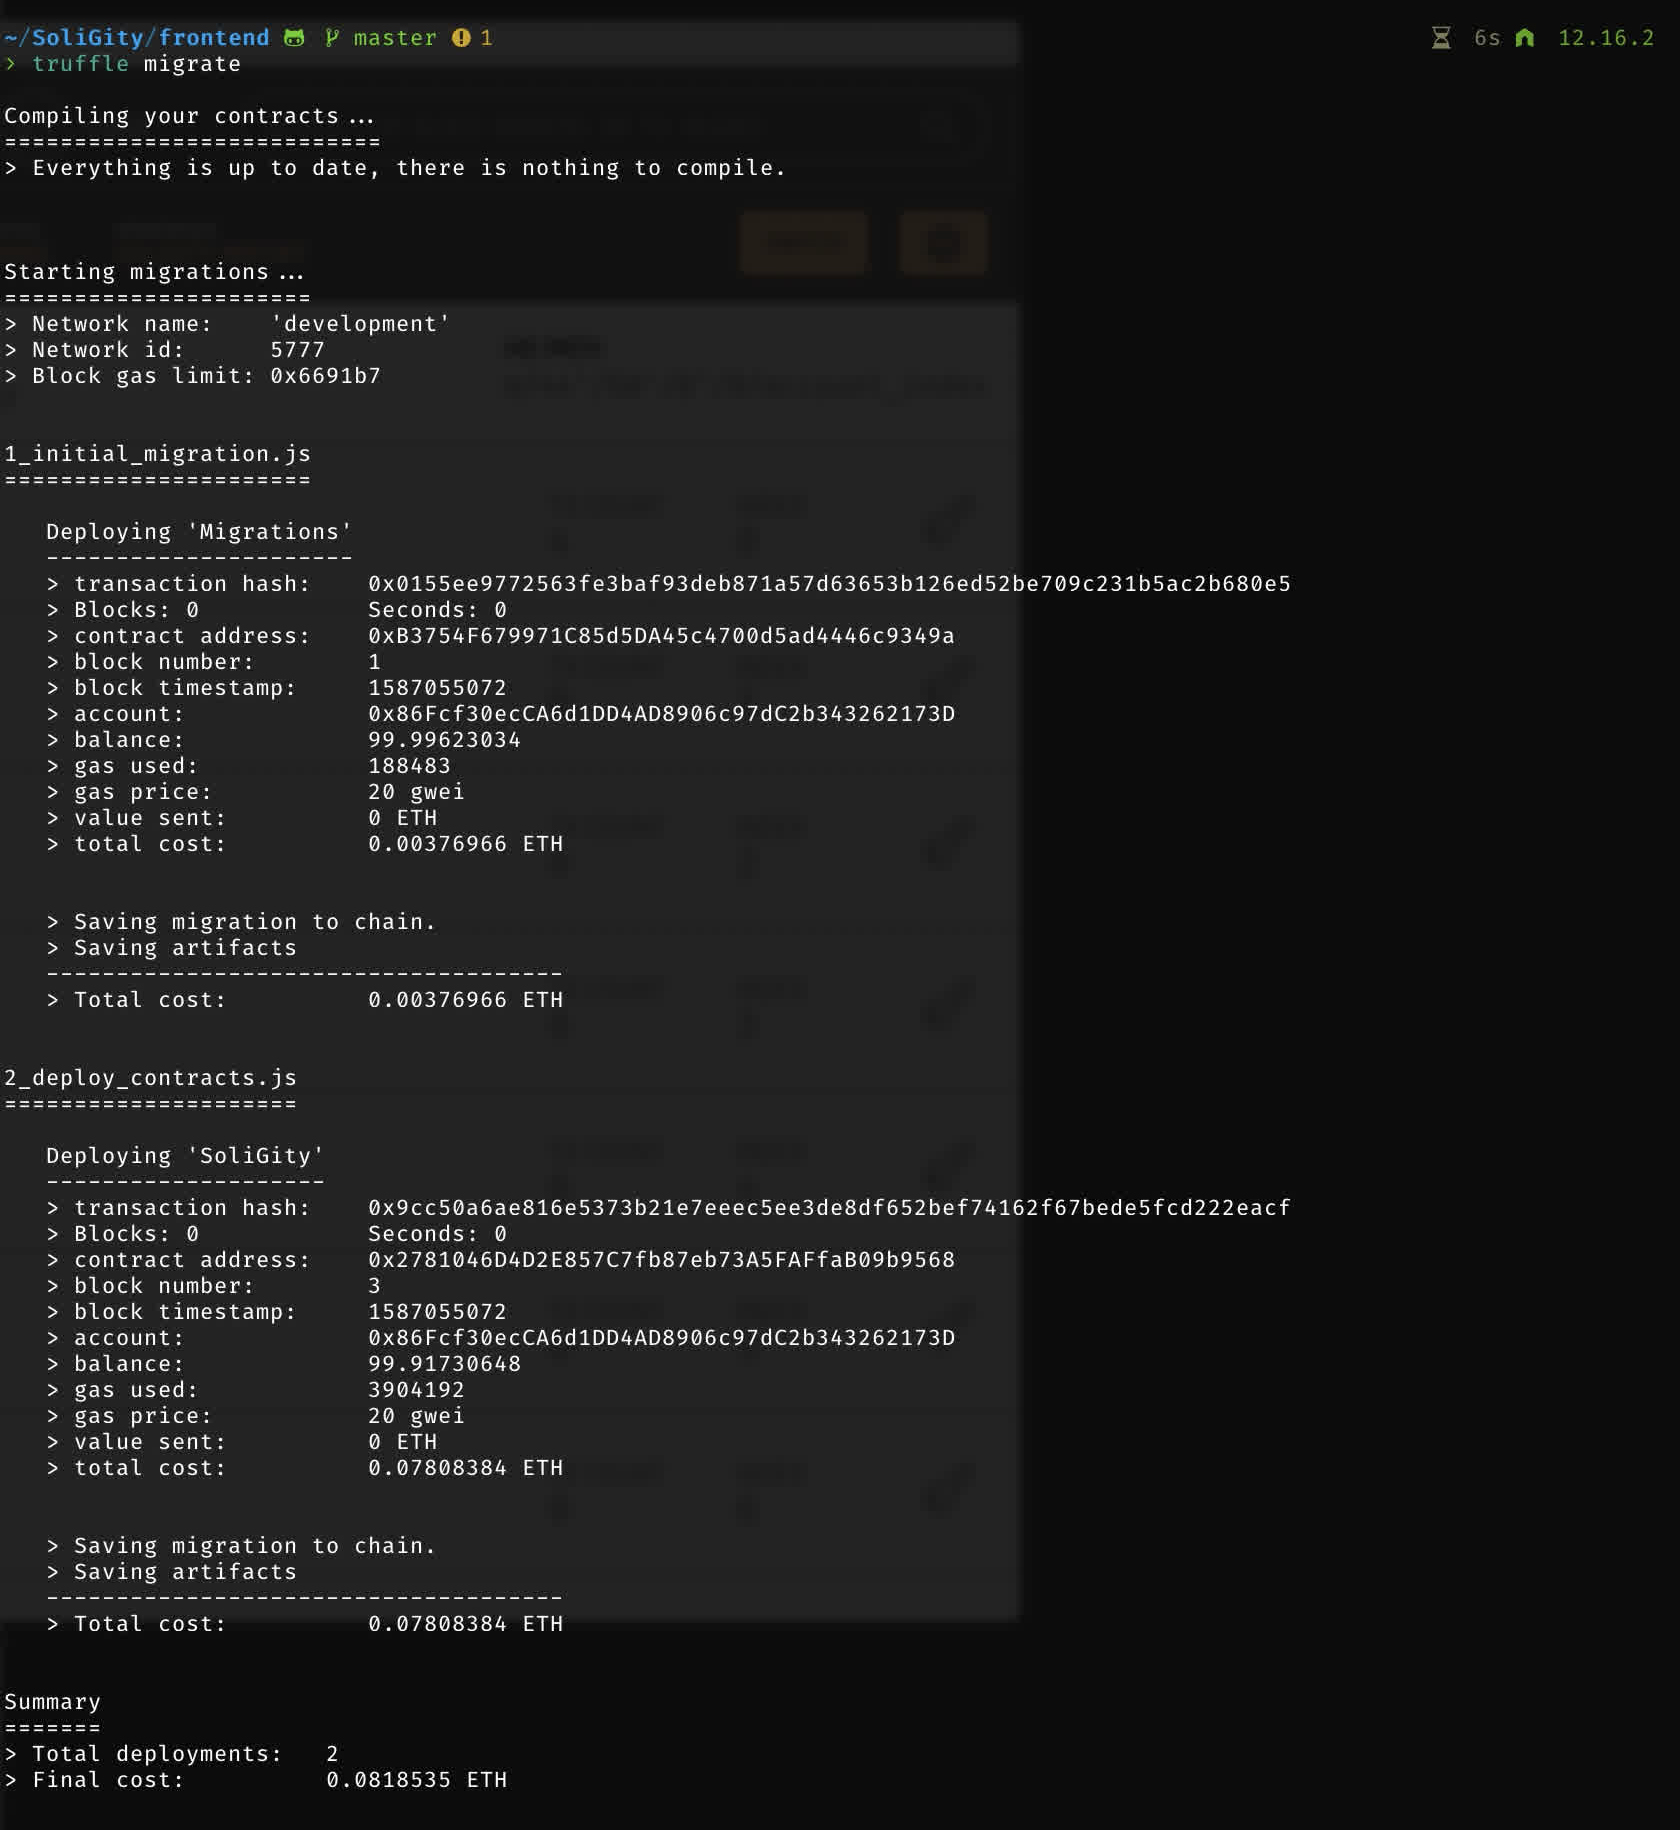 ~/SoliGity/frontend master 1 6s 12.16.2
> truffle migrate
Compiling your contracts...
===========================
> Everything is up to date, there is nothing to compile.
Starting migrations...
======================
> Network name: 'development'
> Network id: 5777
> Block gas limit: 0x6691b7
1_initial_migration.js
======================
Deploying 'Migrations'
----------------------
> transaction hash: 0x0155ee9772563fe3baf93deb871a57d63653b126ed52be709c231b5ac2b680e5
> Blocks: 0 Seconds: 0
> contract address: 0xB3754F679971C85d5DA45c4700d5ad4446c9349a
> block number: 1
> block timestamp: 1587055072
> account: 0x86Fcf30ecCA6d1DD4AD8906c97dC2b343262173D
> balance: 99.99623034
> gas used: 188483
> gas price: 20 gwei
> value sent: 0 ETH
> total cost: 0.00376966 ETH
> Saving migration to chain.
> Saving artifacts
-------------------------------------
> Total cost: 0.00376966 ETH
2_deploy_contracts.js
=====================
Deploying 'SoliGity'
--------------------
> transaction hash: 0x9cc50a6ae816e5373b21e7eeec5ee3de8df652bef74162f67bede5fcd222eacf
> Blocks: 0 Seconds: 0
> contract address: 0x2781046D4D2E857C7fb87eb73A5FAFfaB09b9568
> block number: 3
> block timestamp: 1587055072
> account: 0x86Fcf30ecCA6d1DD4AD8906c97dC2b343262173D
> balance: 99.91730648
> gas used: 3904192
> gas price: 20 gwei
> value sent: 0 ETH
> total cost: 0.07808384 ETH
> Saving migration to chain.
> Saving artifacts
-------------------------------------
> Total cost: 0.07808384 ETH
Summary
=======
> Total deployments: 2
> Final cost: 0.0818535 ETH